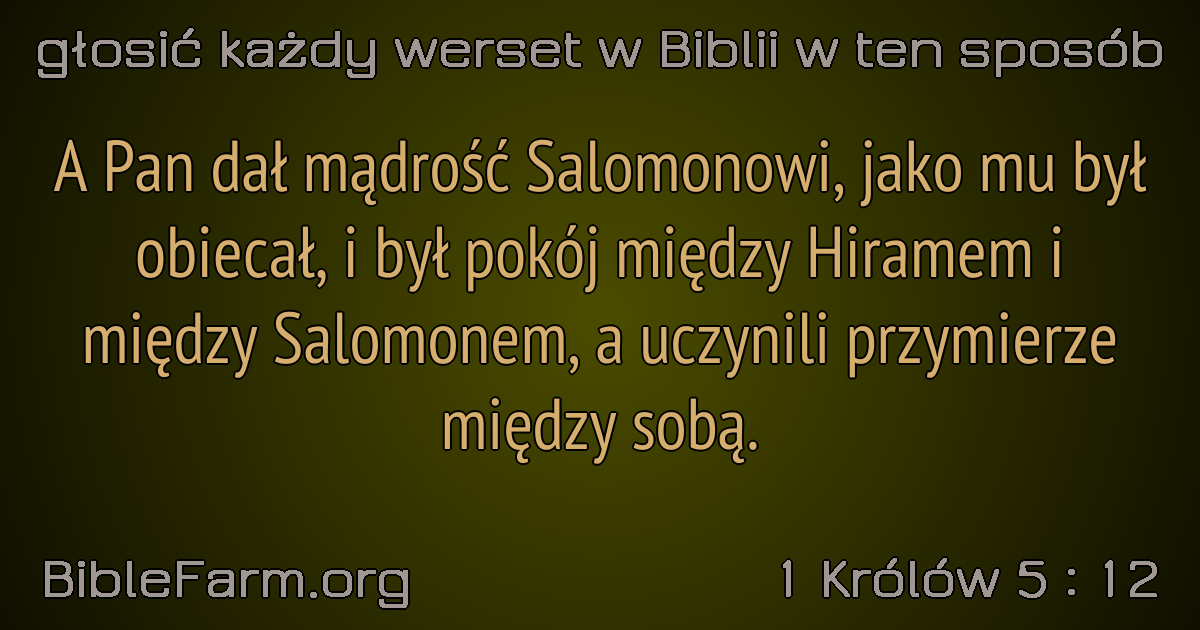 głosić każdy werset w Biblii w ten sposób
A Pan dał mądrość Salomonowi, jako mu był
obiecał, i był pokój między Hiramem i
między Salomonem, a uczynili przymierze
między sobą.
BibleFarm.org
1 Królów 5 : 12